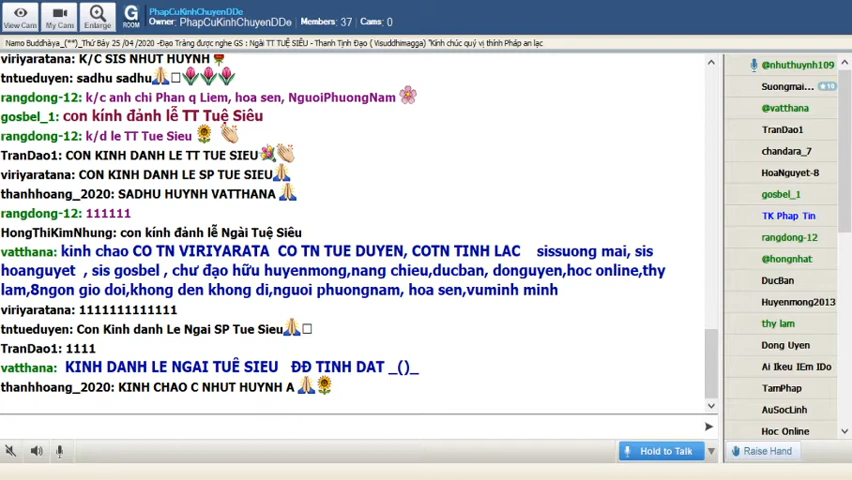 View Cam
My Cam
Enlarge
G
ROOM
PhapCuKinhChuyenDDe
Owner: PhapCuKinhChuyenDDe Members: 37 Cams: 0
Namo Buddhàya_(**)_Thứ Bảy 25 /04 /2020 -Đạo Tràng được nghe GS : Ngài TT TUỆ SIÊU - Thanh Tịnh Đạo ( Visuddhimagga) "Kính chúc quý vị thính Pháp an lạc
viriyaratana: K/C SIS NHUT HUYNH
tntueduyen: sadhu sadhu
rangdong-12: k/c anh chi Phan q Liem, hoa sen, NguoiPhuongNam
gosbel_1: con kính đảnh lễ TT Tuệ Siêu
rangdong-12: k/d le TT Tue Sieu
TranDao1: CON KINH DANH LE TT TUE SIEU
viriyaratana: CON KINH DANH LE SP TUE SIEU
thanhhoang_2020: SADHU HUYNH VATTHANA
rangdong-12: 111111
HongThiKimNhung: con kính đảnh lễ Ngài Tuệ Siêu
vatthana: kinh chao CO TN VIRIYARATA CO TN TUE DUYEN, COTN TINH LAC sissuong mai, sis
hoanguyet , sis gosbel , chư đạo hữu huyenmong,nang chieu,ducban, donguyen,hoc online,thy
lam,8ngon gio doi,khong den khong di,nguoi phuongnam, hoa sen,vuminh minh
viriyaratana: 1111111111111
tntueduyen: Con Kinh danh Le Ngai SP Tue Sieu
TranDao1: 1111
vatthana: KINH DANH LE NGAI TUÊ SIEU ĐĐ TINH DAT _()_
thanhhoang_2020: KINH CHAO C NHUT HUYNH A
Hold to Talk
@nhuthuynh109
Suongmai... 10
@vatthana
TranDao1
chandara_7
HoaNguyet-8
gosbel_1
TK Phap Tin
rangdong-12
@hongnhat
DucBan
Huyenmong2013
thy lam
Dong Uyen
Ai Ikeu IEm IDo
TamPhap
AuSocLinh
Hoc Online
Raise Hand